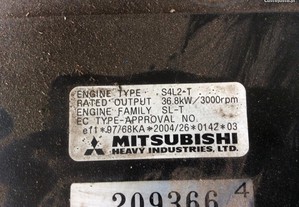 ENGINE TYPE S4L2-T
RATED OUTPUT 36.8kW/3000rpm
ENGINE FAMILY SL-T
EC TYPE-APPROVAL NO.
ef1*97/68KA*2004/26*0142*03
MITSUBISHI
HEAVY INDUSTRIES, LTD.
209366 4